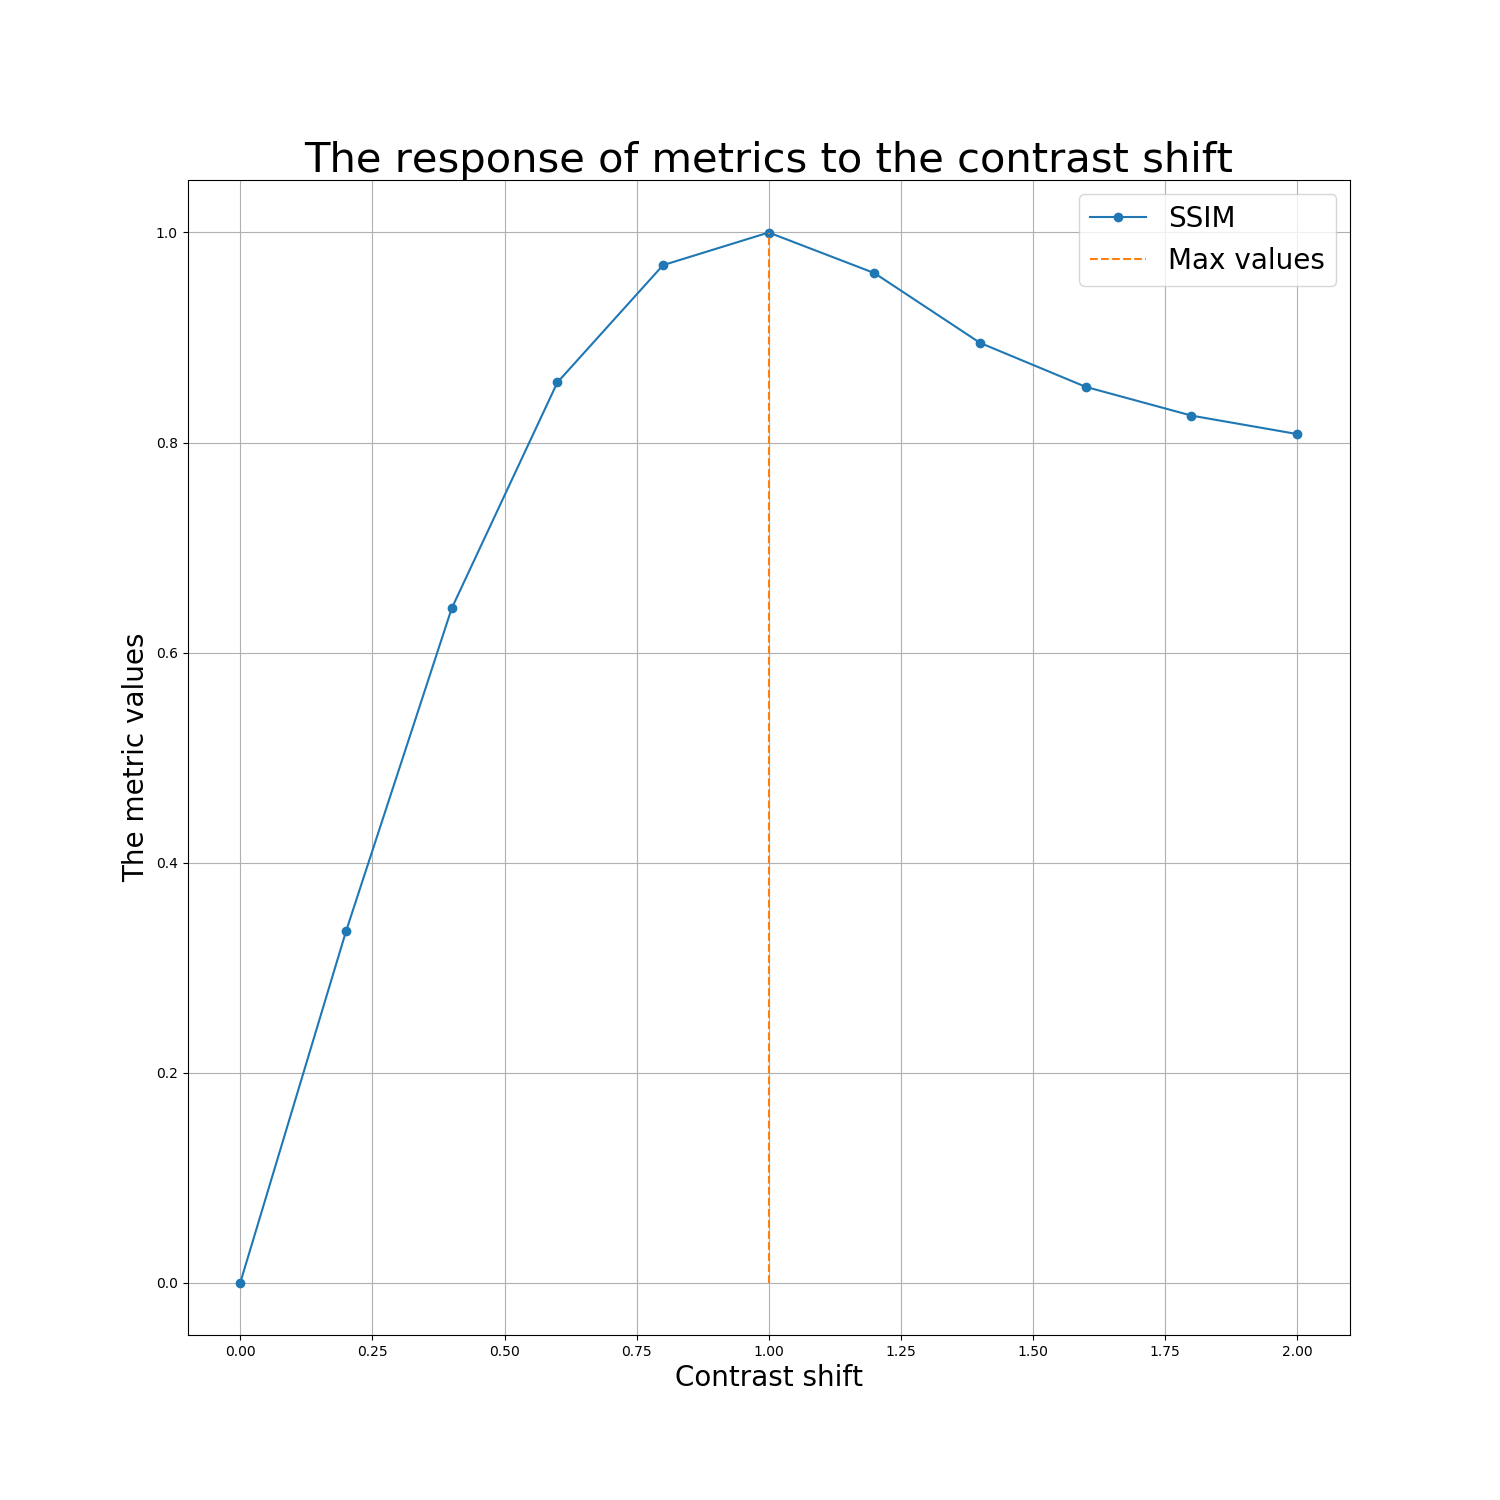 The response of metrics to the contrast shift
SSIM
Max values
The metric values
1.0
0.8
0.6
0.4
0.2
0.0
0.00 0.25 0.50 0.75 1.00 1.25 1.50 1.75 2.00
Contrast shift